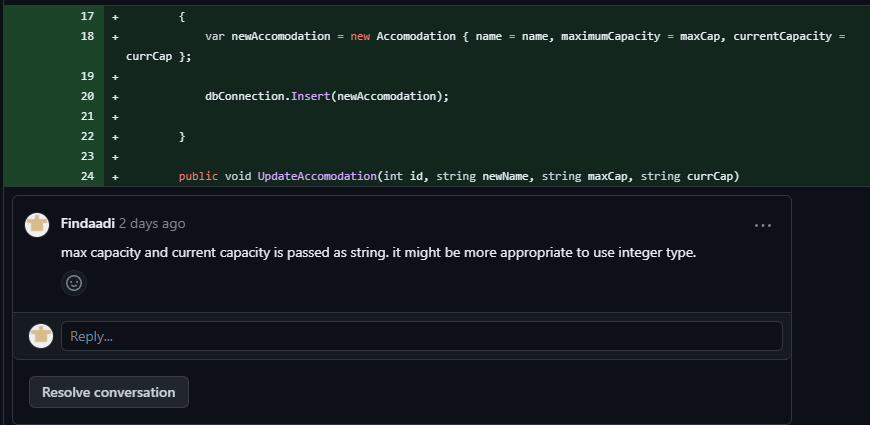 17 + {
18 + var newAccomodation = new Accomodation { name = name, maximumCapacity = maxCap, currentCapacity =
currCap };
19 +
20 + dbConnection.Insert(newAccomodation);
21 +
22 + }
23 +
24 + public void UpdateAccomodation(int id, string newName, string maxCap, string currCap)
Findaadi 2 days ago
max capacity and current capacity is passed as string. it might be more appropriate to use integer type.
Reply...
Resolve conversation